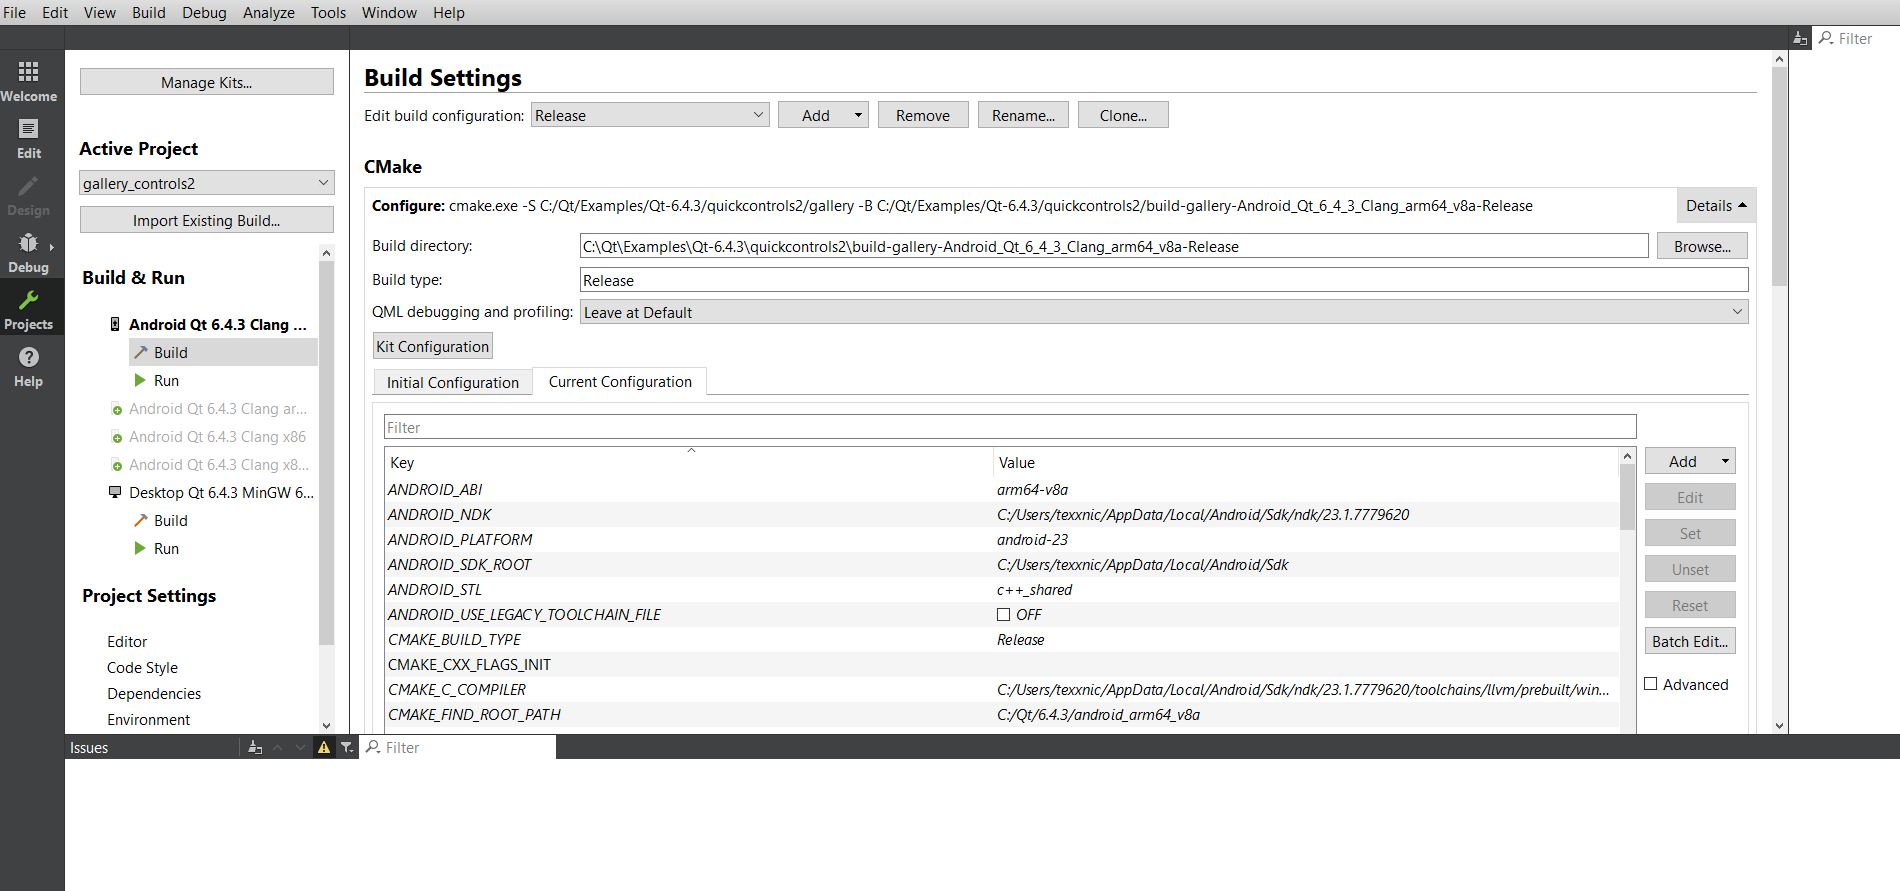 File Edit View Build Debug Analyze Tools Window Help
Filter
Welcome
Edit
Design
Debug
Projects
Help
Manage Kits...
Active Project
gallery_controls2
Import Existing Build...
Build & Run
Android Qt 6.4.3 Clang ...
Build
Run
Android Qt 6.4.3 Clang ar...
Android Qt 6.4.3 Clang x86
Android Qt 6.4.3 Clang x8...
Desktop Qt 6.4.3 MinGW 6...
Build
Run
Project Settings
Editor
Code Style
Dependencies
Environment
Build Settings
Edit build configuration: Release Add Remove Rename... Clone...
CMake
Configure: cmake.exe -S C:/Qt/Examples/Qt-6.4.3/quickcontrols2/gallery -B C:/Qt/Examples/Qt-6.4.3/quickcontrols2/build-gallery-Android_Qt_6_4_3_Clang_arm64_v8a-Release Details
Build directory: C:\Qt\Examples\Qt-6.4.3\quickcontrols2\build-gallery-Android_Qt_6_4_3_Clang_arm64_v8a-Release Browse...
Build type: Release
QML debugging and profiling: Leave at Default
Kit Configuration
Initial Configuration Current Configuration
Filter
Key Value
ANDROID_ABI arm64-v8a
ANDROID_NDK C:/Users/texxnic/AppData/Local/Android/Sdk/ndk/23.1.7779620
ANDROID_PLATFORM android-23
ANDROID_SDK_ROOT C:/Users/texxnic/AppData/Local/Android/Sdk
ANDROID_STL c++_shared
ANDROID_USE_LEGACY_TOOLCHAIN_FILE OFF
CMAKE_BUILD_TYPE Release
CMAKE_CXX_FLAGS_INIT
CMAKE_C_COMPILER C:/Users/texxnic/AppData/Local/Android/Sdk/ndk/23.1.7779620/toolchains/llvm/prebuilt/win...
CMAKE_FIND_ROOT_PATH C:/Qt/6.4.3/android_arm64_v8a
Add
Edit
Set
Unset
Reset
Batch Edit...
Advanced
Issues Filter